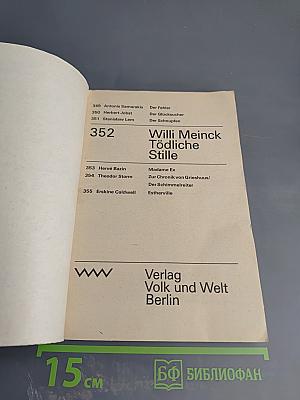 349 Antonis Samarakis Der Fehler
350 Herbert Jobst Der Glücksucher
351 Stanisław Lem Der Schnupfen
352 Willi Meinck
Tödliche
Stille
353 Hervé Bazin Madame Ex
354 Theodor Storm Zur Chronik von Grieshuus/
Der Schimmelreiter
355 Erskine Caldwell Estherville
Verlag
Volk und Welt
Berlin
15 см
БФ БИБЛИОФАН